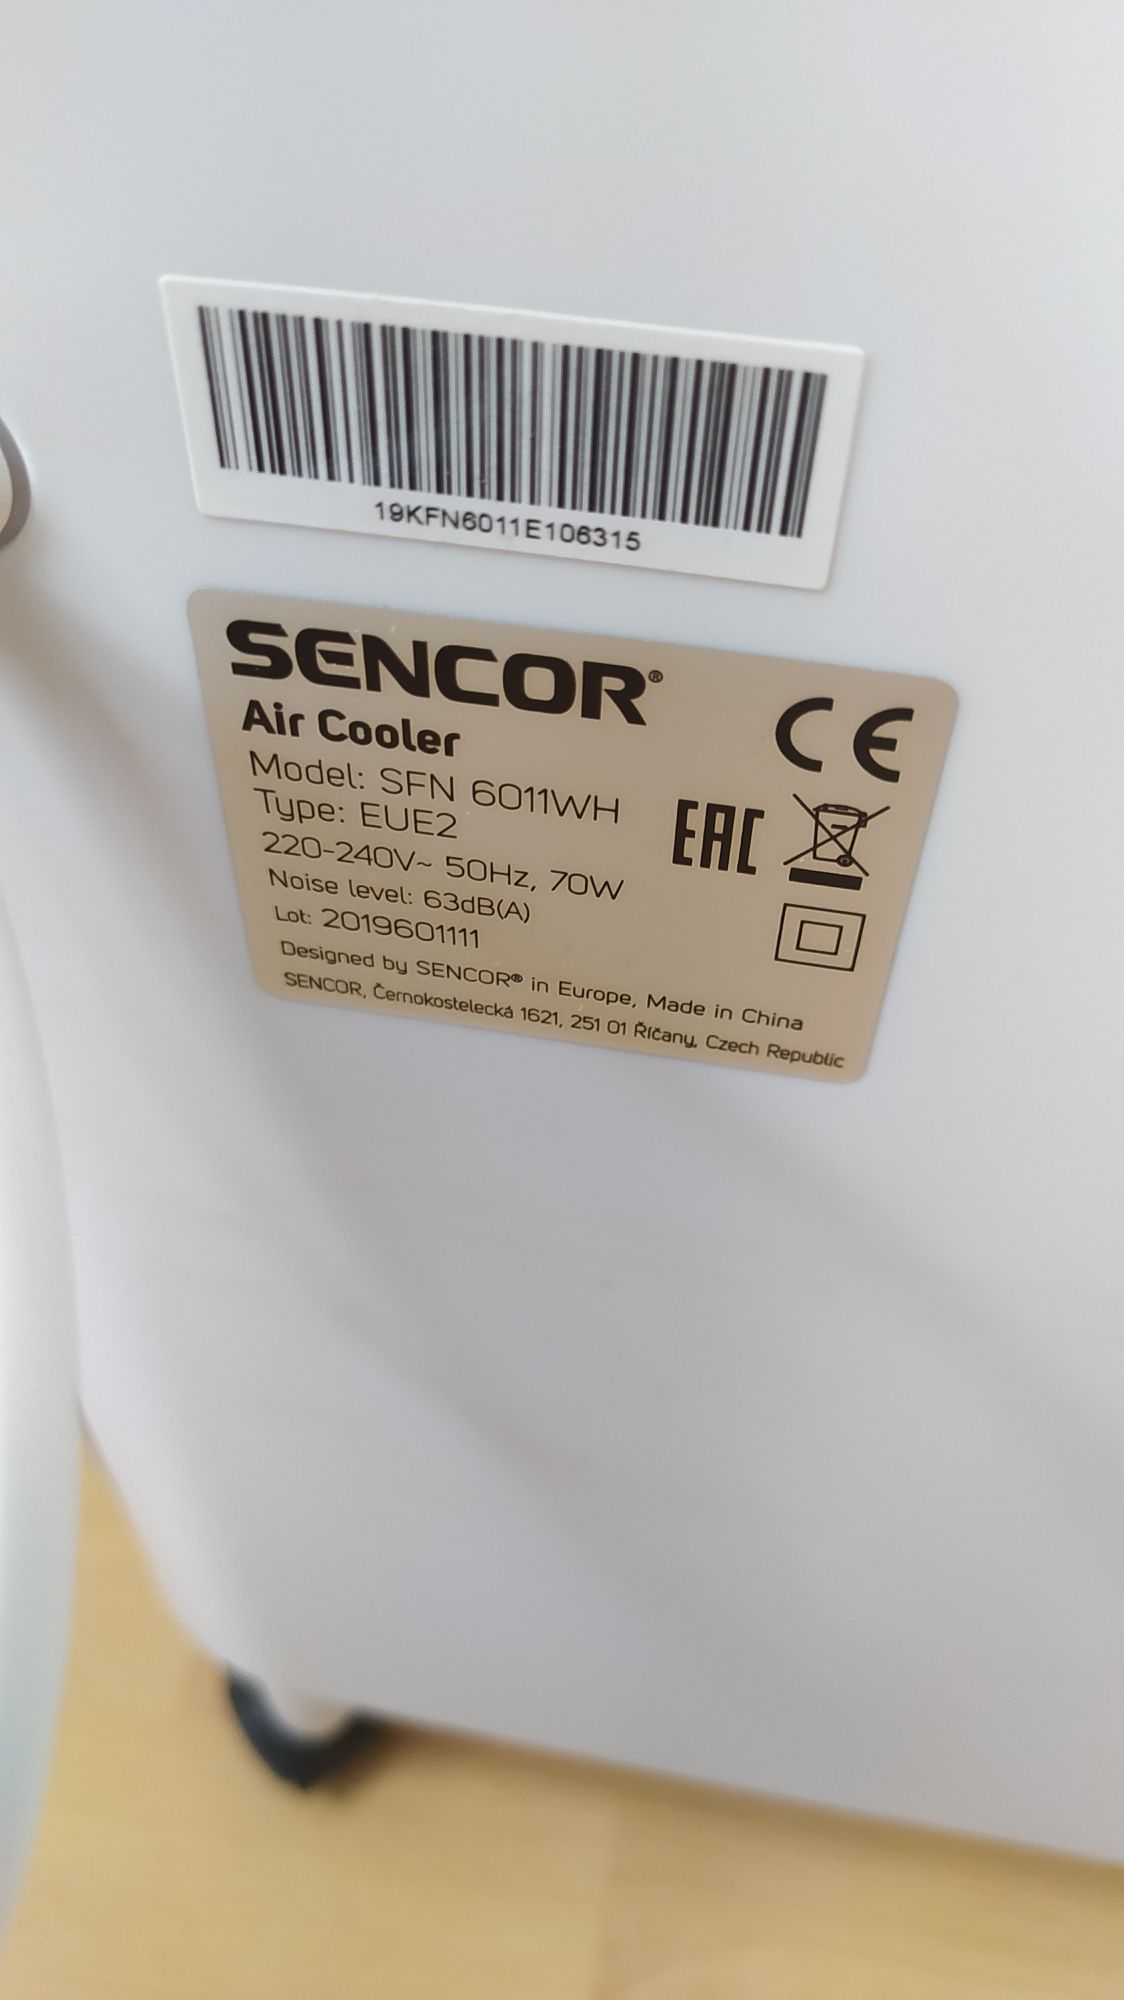 19KFN6011E106315
SENCOR®
Air Cooler
Model: SFN 6011WH
Type: EUE2
220-240V~ 50Hz, 70W
Noise level: 63dB(A)
Lot: 2019601111
Designed by SENCOR® in Europe, Made in China
SENCOR, Černokostelecká 1621, 251 01 Říčany, Czech Republic
CE
EAC